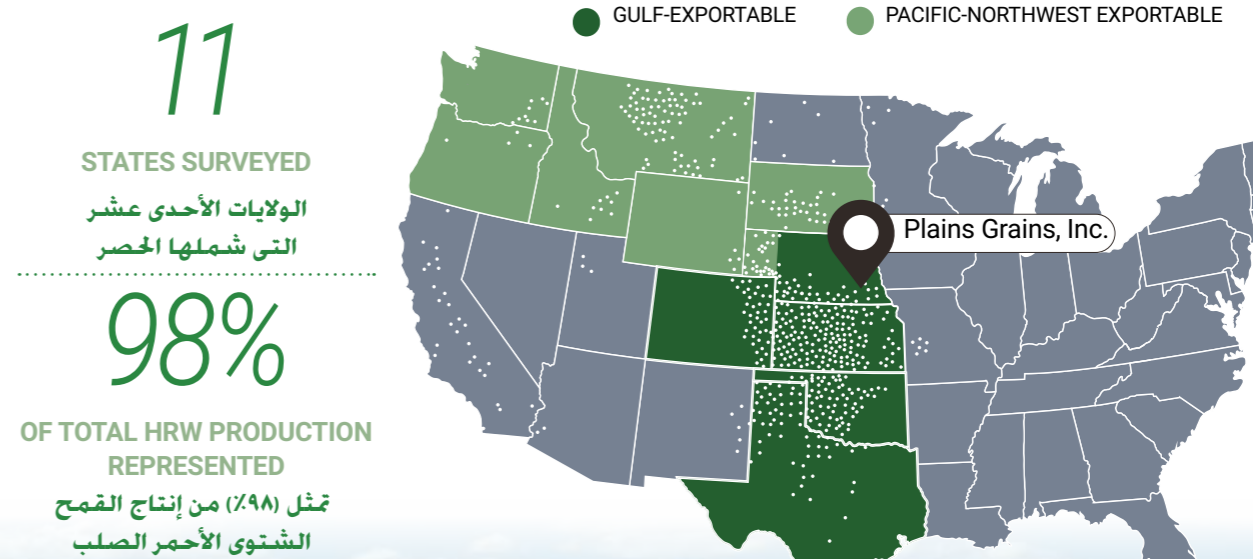 11
STATES SURVEYED
الولايات الأحدى عشر
التى شملها الحصر
98%
OF TOTAL HRW PRODUCTION
REPRESENTED
تمثل (٩٨٪) من إنتاج القمح
الشتوى الأحمر الصلب
GULF-EXPORTABLE
PACIFIC-NORTHWEST EXPORTABLE
Plains Grains, Inc.